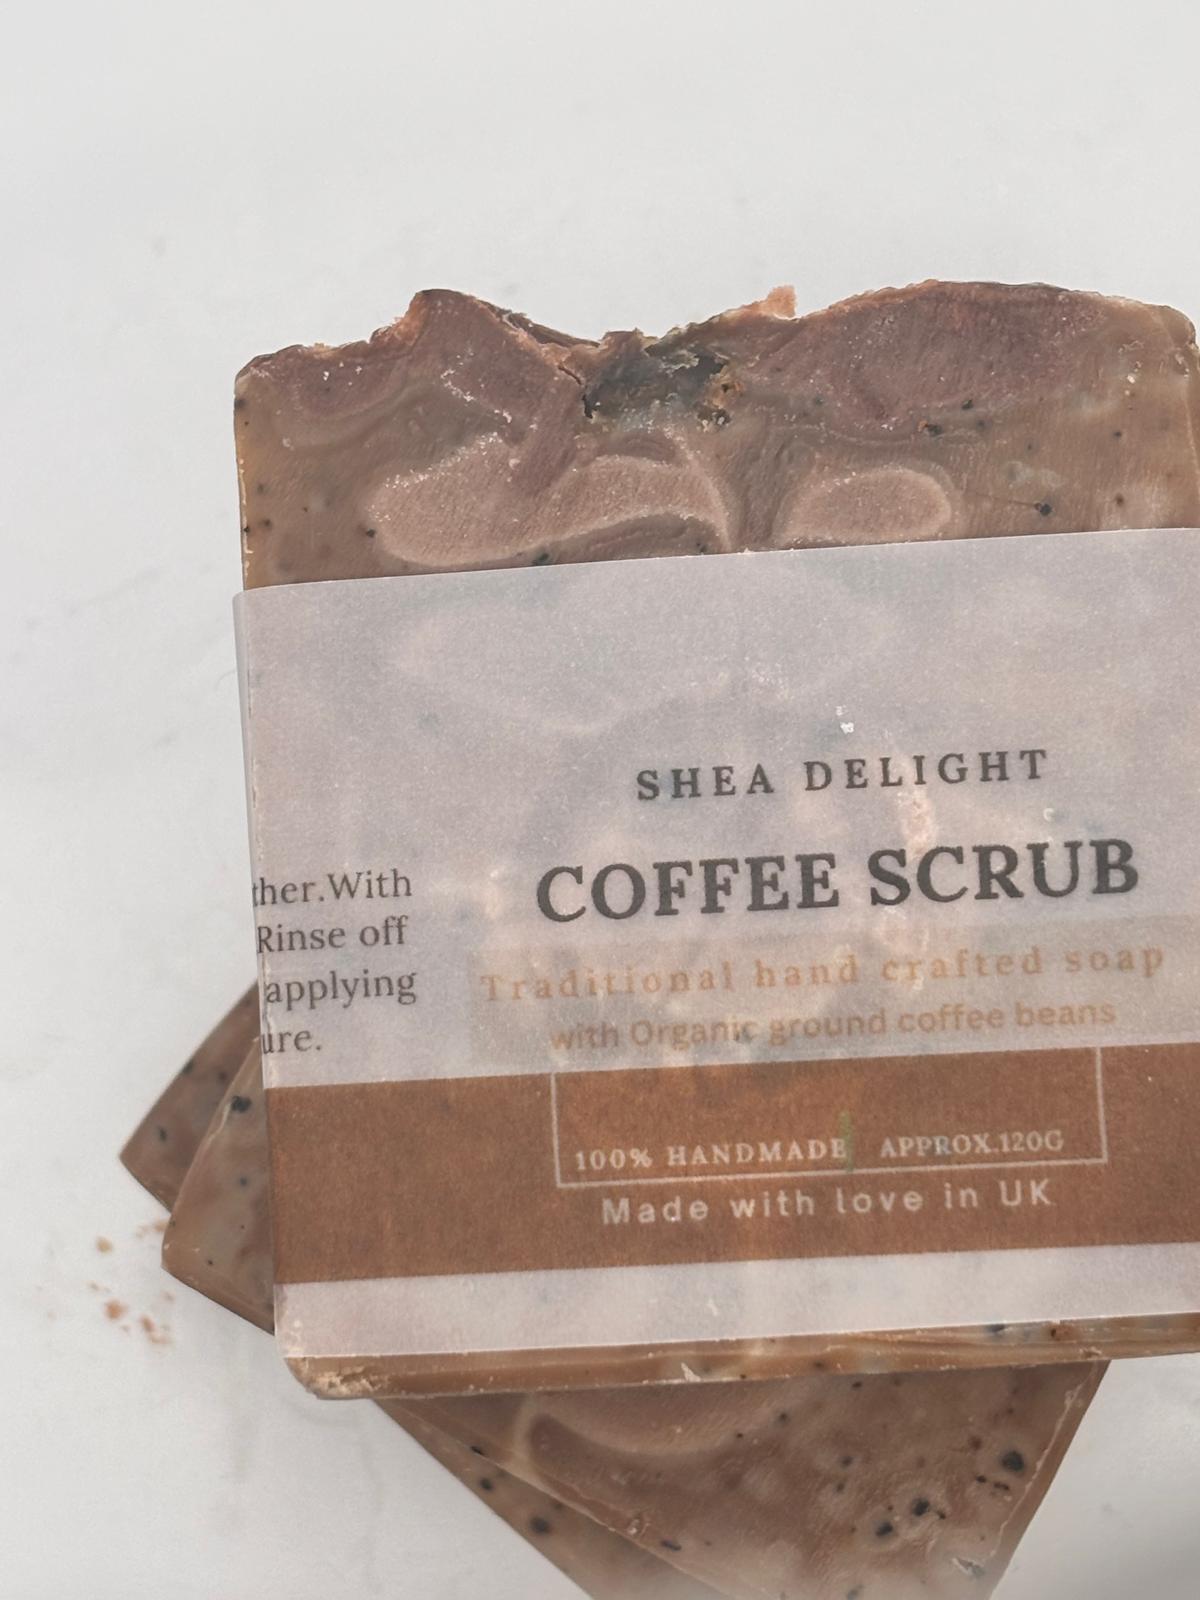 SHEA DELIGHT
COFFEE SCRUB
Traditional hand crafted soap
with Organic ground coffee beans
100% HANDMADE APPROX.120G
Made with love in UK
ther.With
Rinse off
applying
ure.